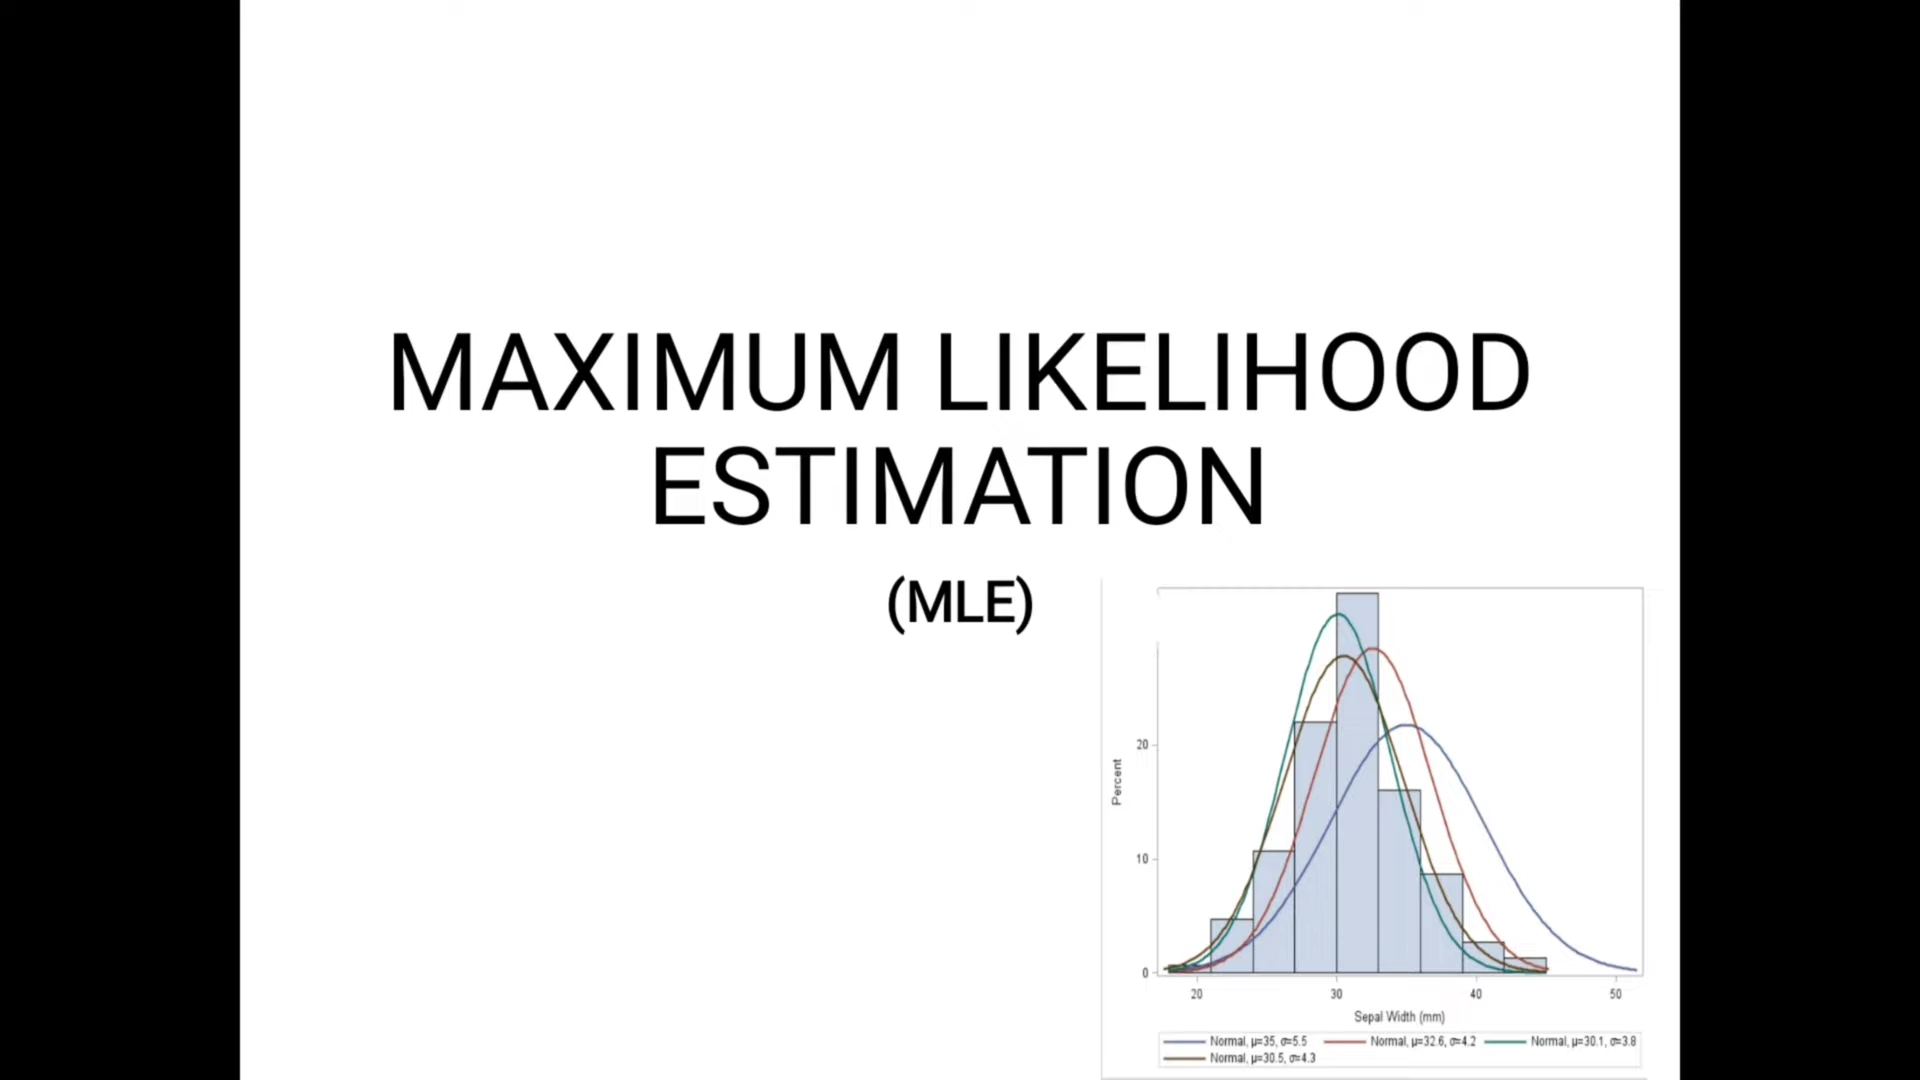 MAXIMUM LIKELIHOOD
ESTIMATION
(MLE)
Percent
20
10
0
20 30 40 50
Sepal Width (mm)
Normal, μ=35, σ=5.5 Normal, μ=32.6, σ=4.2 Normal, μ=30.1, σ=3.8
Normal, μ=30.5, σ=4.3